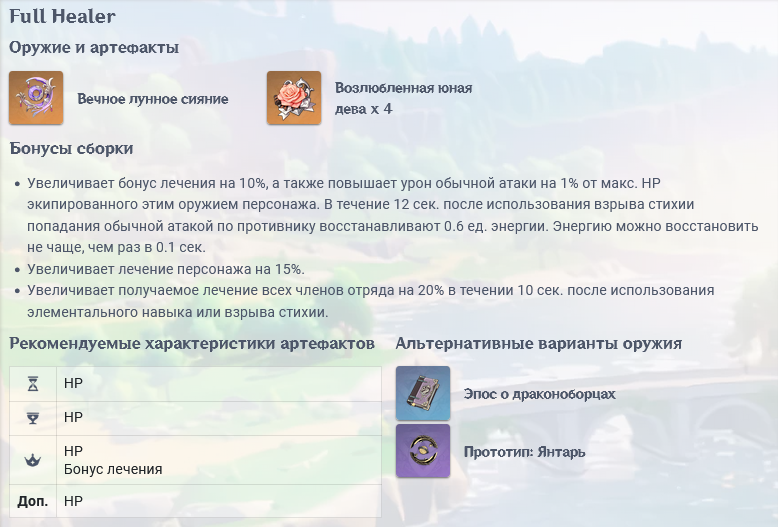 Full Healer
Оружие и артефакты
Вечное лунное сияние
Возлюбленная юная
дева x 4
Бонусы сборки
Увеличивает бонус лечения на 10%, а также повышает урон обычной атаки на 1% от макс. HP
экипированного этим оружием персонажа. В течение 12 сек. после использования взрыва стихии
попадания обычной атакой по противнику восстанавливают 0.6 ед. энергии. Энергию можно восстановить
не чаще, чем раз в 0.1 сек.
Увеличивает лечение персонажа на 15%.
Увеличивает получаемое лечение всех членов отряда на 20% в течении 10 сек. после использования
элементального навыка или взрыва стихии.
Рекомендуемые характеристики артефактов
HP
HP
HP
Бонус лечения
Доп. HP
Альтернативные варианты оружия
Эпос о драконоборцах
Прототип: Янтарь